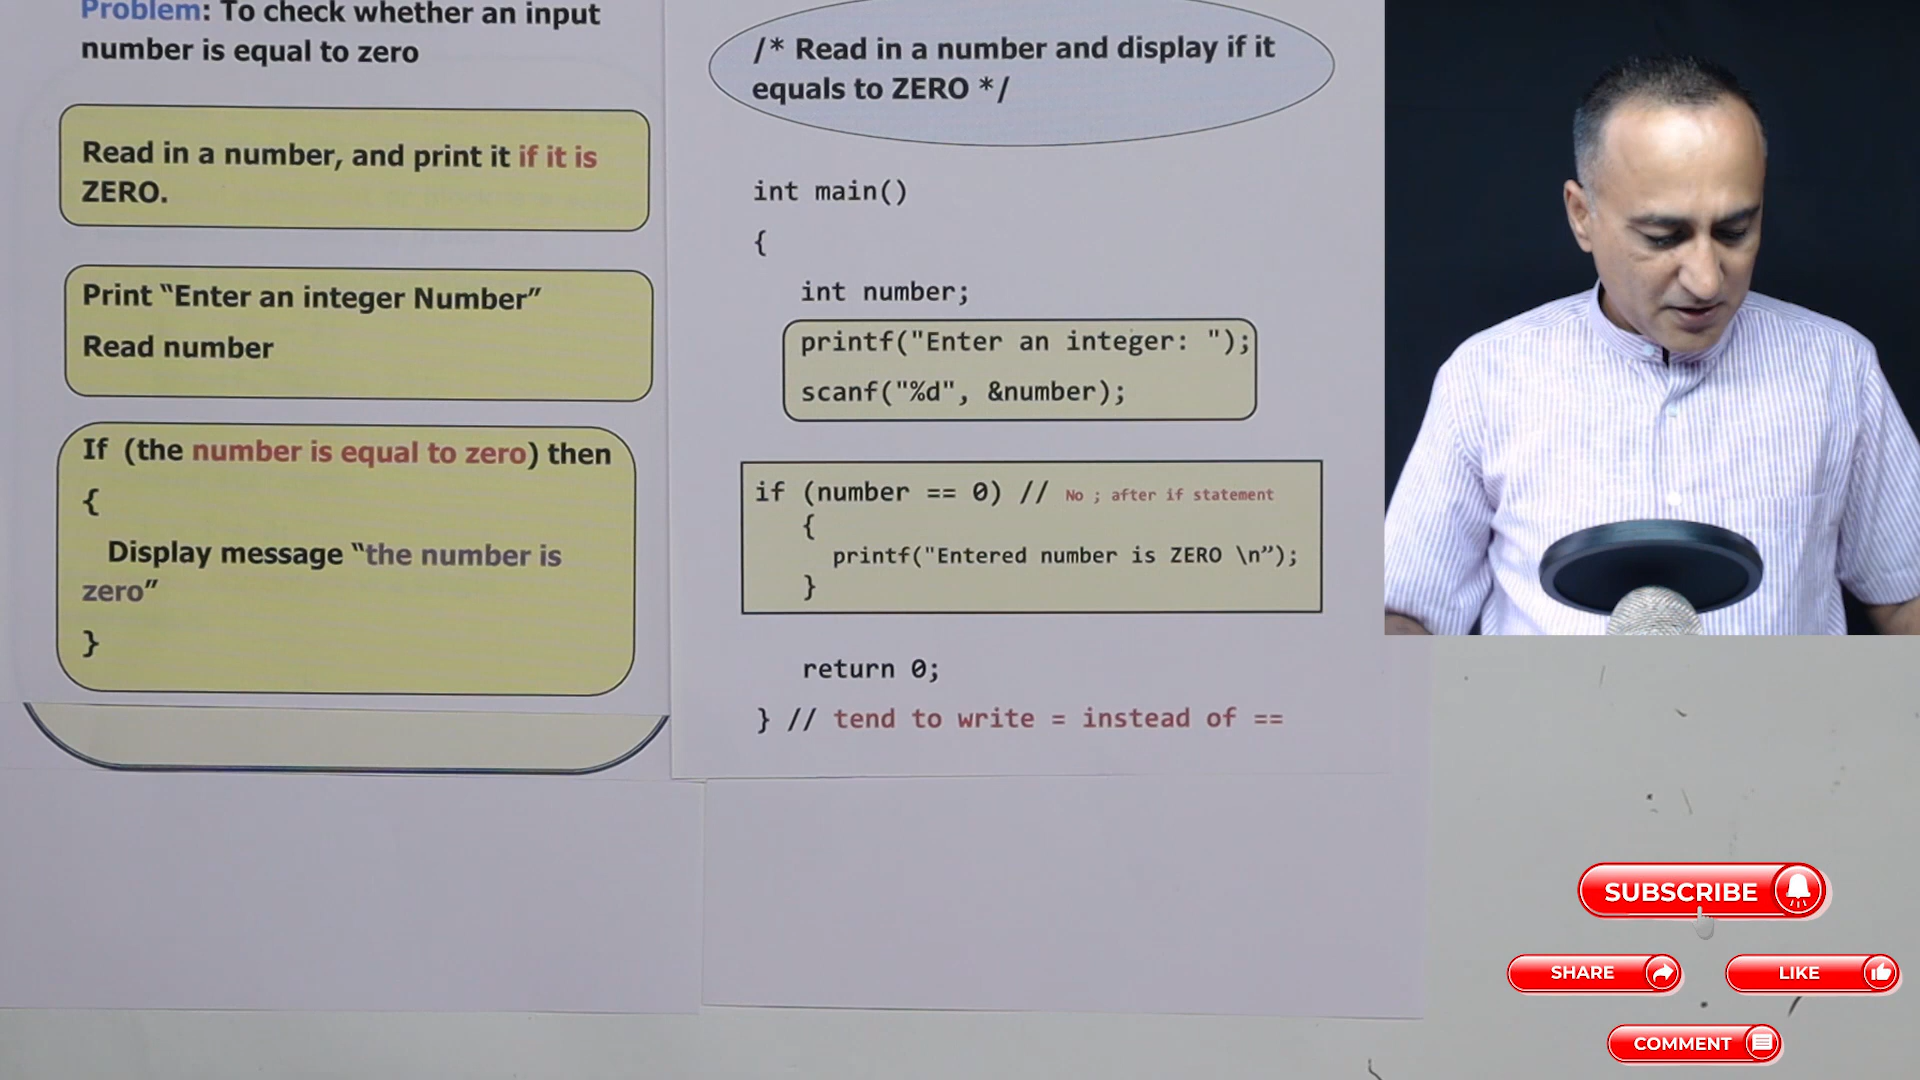 Problem: To check whether an input
number is equal to zero
Read in a number, and print it if it is
ZERO.
Print “Enter an integer Number”
Read number
If (the number is equal to zero) then
{
Display message “the number is
zero”
}
/* Read in a number and display if it
equals to ZERO */
int main()
{
int number;
printf("Enter an integer: ");
scanf("%d", &number);
if (number == 0) // No ; after if statement
{
printf("Entered number is ZERO \n”);
}
return 0;
} // tend to write = instead of ==
SUBSCRIBE
SHARE
LIKE
COMMENT